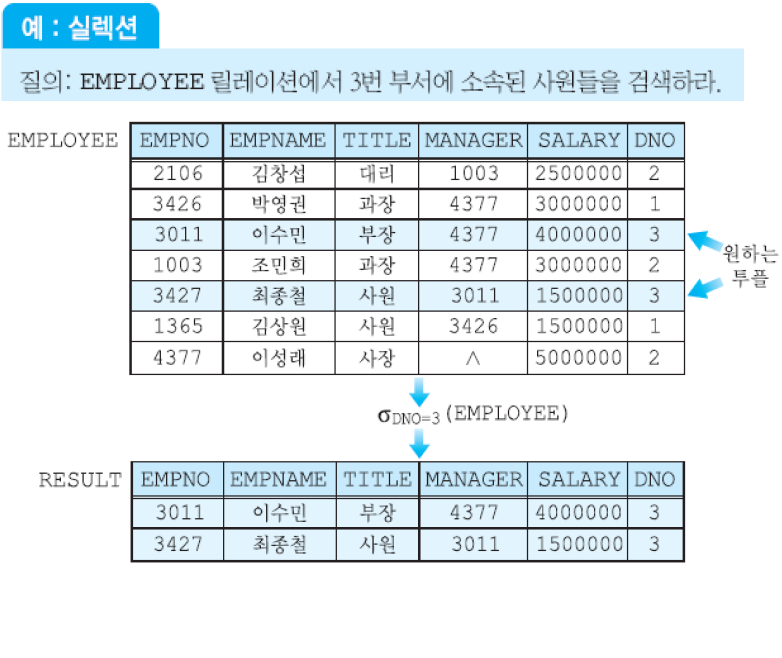 예 : 실렉션
질의: EMPLOYEE 릴레이션에서 3번 부서에 소속된 사원들을 검색하라.
EMPLOYEE EMPNO EMPNAME TITLE MANAGER SALARY DNO
2106 김창섭 대리 1003 2500000 2
3426 박영권 과장 4377 3000000 1
3011 이수민 부장 4377 4000000 3
1003 조민희 과장 4377 3000000 2
3427 최종철 사원 3011 1500000 3
1365 김상원 사원 3426 1500000 1
4377 이성래 사장 ∧ 5000000 2
원하는
투플
σDNO=3(EMPLOYEE)
RESULT EMPNO EMPNAME TITLE MANAGER SALARY DNO
3011 이수민 부장 4377 4000000 3
3427 최종철 사원 3011 1500000 3